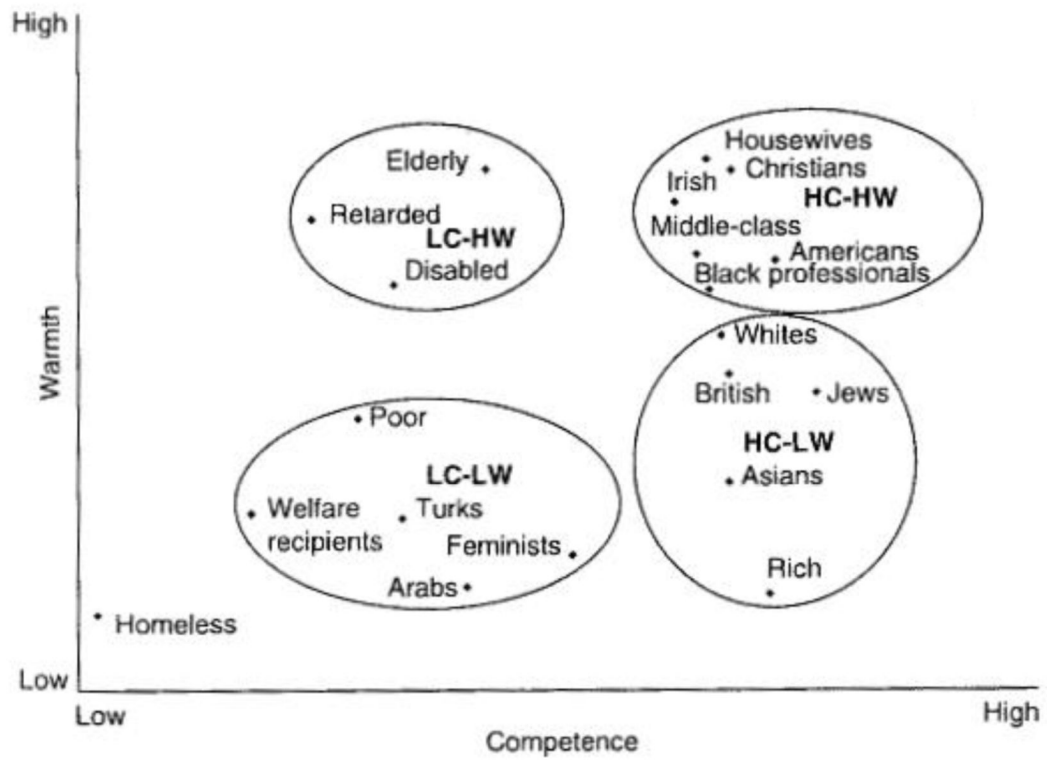 High
Housewives
Elderly
Christians
Irish
HC-HW
Retarded
Middle-class
LC-HW
Americans
Disabled
Black professionals
Whites
Warmth
British
Jews
Poor
HC-LW
LC-LW
Asians
Welfare
recipients
Turks
Feminists
Rich
Arabs
Homeless
Low
Low
High
Competence